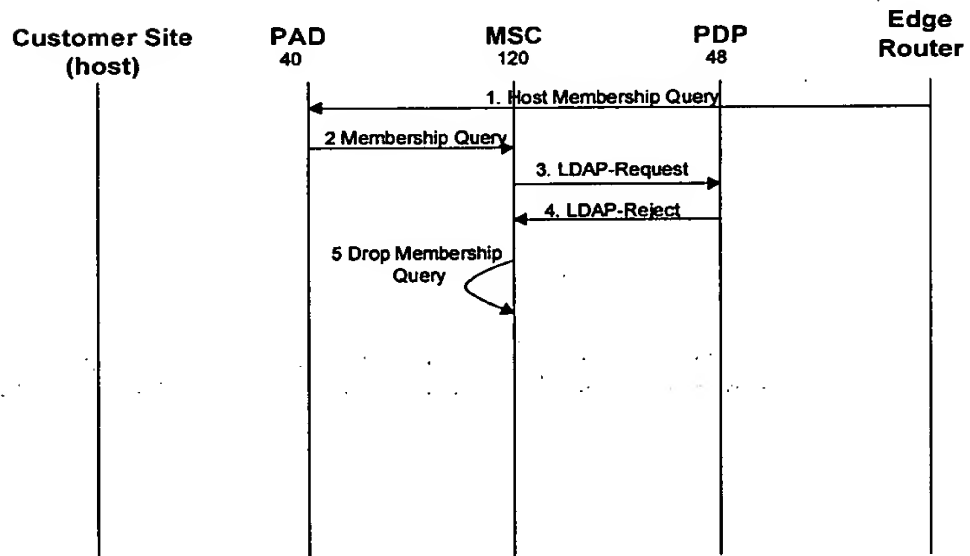 Customer Site
(host)
PAD
40
MSC
120
PDP
48
Edge
Router
1. Host Membership Query
2 Membership Query
3. LDAP-Request
4. LDAP-Reject
5 Drop Membership
Query